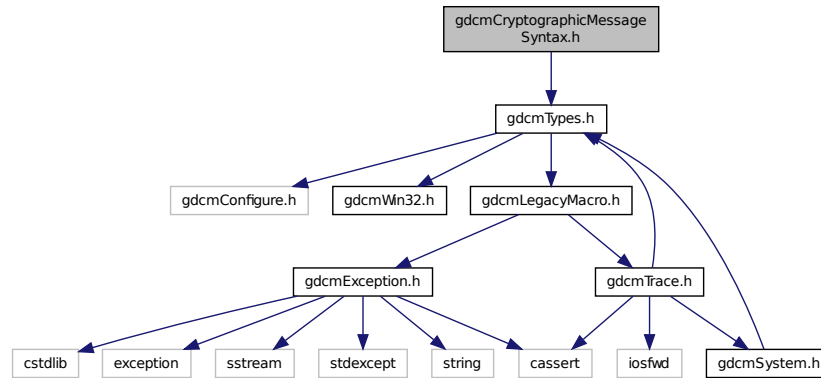 gdcmCryptographicMessage
Syntax.h
gdcmTypes.h
gdcmConfigure.h
gdcmWin32.h
gdcmLegacyMacro.h
gdcmException.h
gdcmTrace.h
cstdlib
exception
sstream
stdexcept
string
cassert
iosfwd
gdcmSystem.h